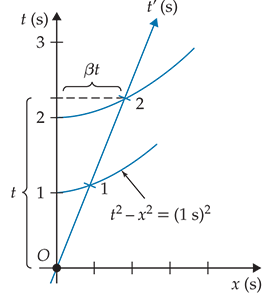 t (s)
t′ (s)
3
βt
2
2
t
1
1
t² – x² = (1 s)²
O
x (s)